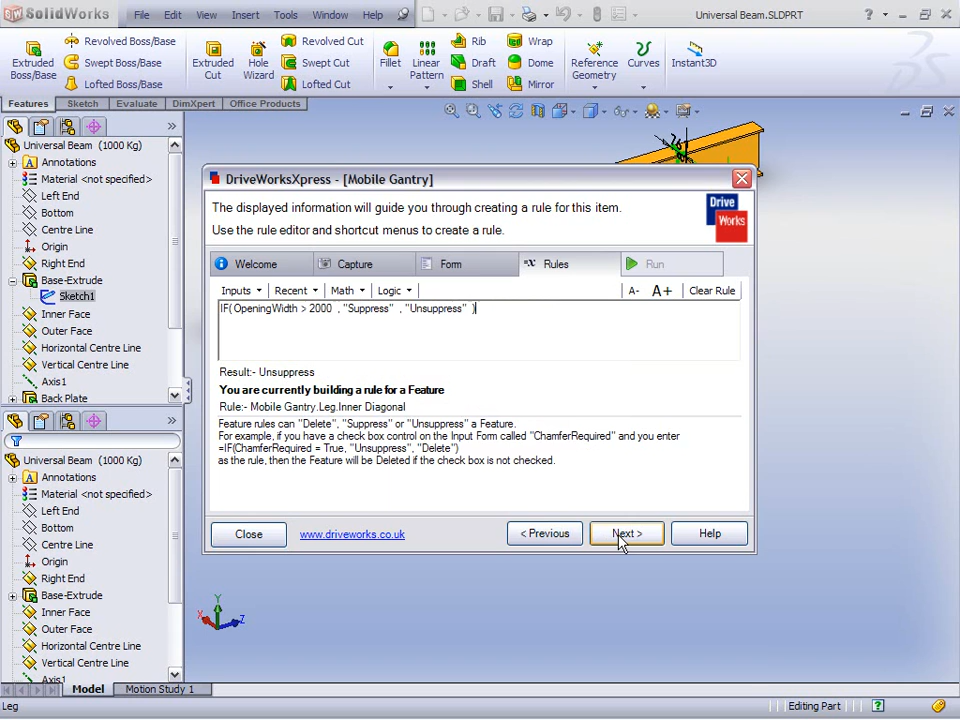 SolidWorks File Edit View Insert Tools Window Help Universal Beam.SLDPRT
Extruded Boss/Base
Revolved Boss/Base
Swept Boss/Base
Lofted Boss/Base
Extruded Cut
Hole Wizard
Revolved Cut
Swept Cut
Lofted Cut
Fillet
Linear Pattern
Rib
Draft
Shell
Wrap
Dome
Mirror
Reference Geometry
Curves
Instant3D
Features Sketch Evaluate DimXpert Office Products
Universal Beam (1000 Kg)
Annotations
Material <not specified>
Left End
Bottom
Centre Line
Origin
Right End
Base-Extrude
Sketch1
Inner Face
Outer Face
Horizontal Centre Line
Vertical Centre Line
Axis1
Back Plate
Universal Beam (1000 Kg)
Annotations
Material <not specified>
Left End
Bottom
Centre Line
Origin
Right End
Base-Extrude
Inner Face
Outer Face
Horizontal Centre Line
Vertical Centre Line
Axis1
DriveWorksXpress - [Mobile Gantry]
The displayed information will guide you through creating a rule for this item.
Use the rule editor and shortcut menus to create a rule.
Drive Works
Welcome Capture Form Rules Run
Inputs Recent Math Logic A- A+ Clear Rule
IF( OpeningWidth > 2000 , "Suppress" , "Unsuppress" )
Result:- Unsuppress
You are currently building a rule for a Feature
Rule:- Mobile Gantry.Leg.Inner Diagonal
Feature rules can "Delete", "Suppress" or "Unsuppress" a Feature.
For example, if you have a check box control on the Input Form called "ChamferRequired" and you enter
=IF(ChamferRequired = True, "Unsuppress", "Delete")
as the rule, then the Feature will be Deleted if the check box is not checked.
Close www.driveworks.co.uk < Previous Next > Help
X Y Z
Model Motion Study 1
Leg Editing Part